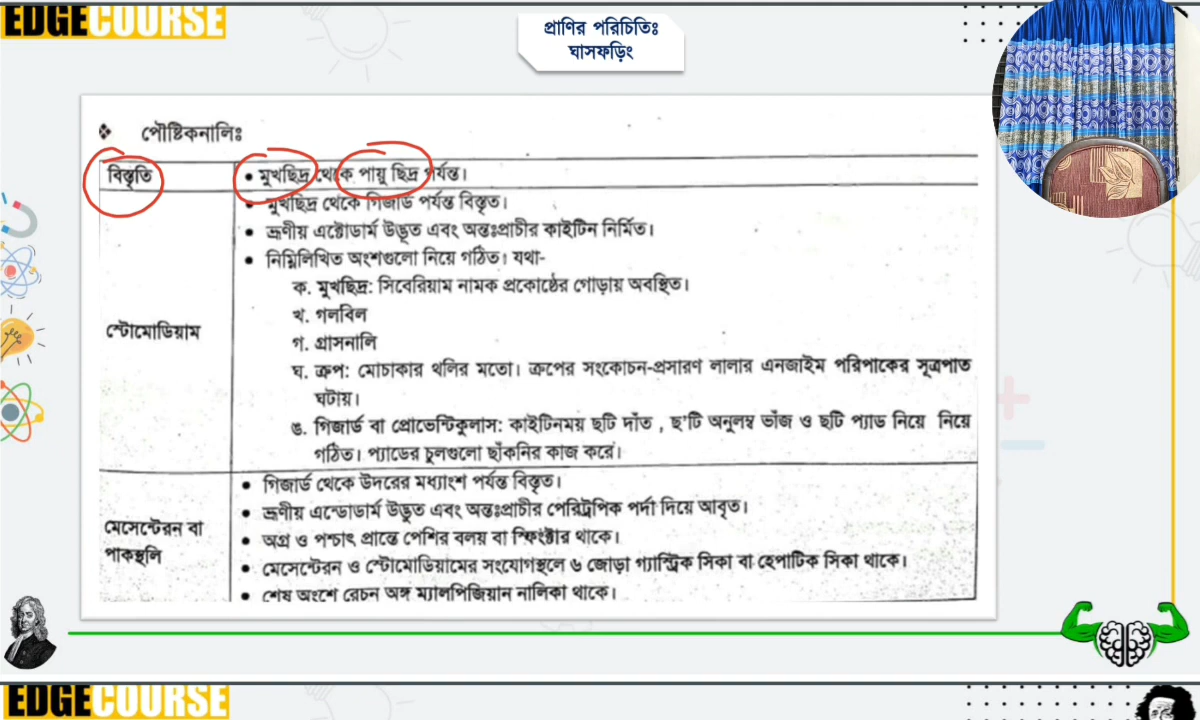 EDGECOURSE
প্রাণির পরিচিতিঃ
ঘাসফড়িং
❖ পৌষ্টিকনালিঃ
বিস্তৃতি
• মুখছিদ্র থেকে পায়ু ছিদ্র পর্যন্ত।
• মুখছিদ্র থেকে গিজার্ড পর্যন্ত বিস্তৃত।
• ভ্রূণীয় এক্টোডার্ম উদ্ভূত এবং অন্তঃপ্রাচীর কাইটিন নির্মিত।
• নিম্নিলিখিত অংশগুলো নিয়ে গঠিত। যথা-
ক. মুখছিদ্র: সিবেরিয়াম নামক প্রকোষ্ঠের গোড়ায় অবস্থিত।
খ. গলবিল
স্টোমোডিয়াম
গ. গ্রাসনালি
ঘ. ক্রপ: মোচাকার থলির মতো। ক্রপের সংকোচন-প্রসারণ লালার এনজাইম পরিপাকের সূত্রপাত
ঘটায়।
ঙ. গিজার্ড বা প্রোভেন্টিকুলাস: কাইটিনময় ছটি দাঁত , ছ'টি অনুলম্ব ভাঁজ ও ছটি প্যাড নিয়ে নিয়ে
গঠিত। প্যাডের চুলগুলো ছাঁকনির কাজ করে।
মেসেন্টেরন বা
পাকস্থলি
• গিজার্ড থেকে উদরের মধ্যাংশ পর্যন্ত বিস্তৃত।
• ভ্রূণীয় এন্ডোডার্ম উদ্ভূত এবং অন্তঃপ্রাচীর পেরিট্রপিক পর্দা দিয়ে আবৃত।
• অগ্র ও পশ্চাৎ প্রান্তে পেশির বলয় বা স্ফিংক্টার থাকে।
• মেসেন্টেরন ও স্টোমোডিয়ামের সংযোগস্থলে ৬ জোড়া গ্যাস্ট্রিক সিকা বা হেপাটিক সিকা থাকে।
• শেষ অংশে রেচন অঙ্গ ম্যালপিজিয়ান নালিকা থাকে।
EDGECOURSE